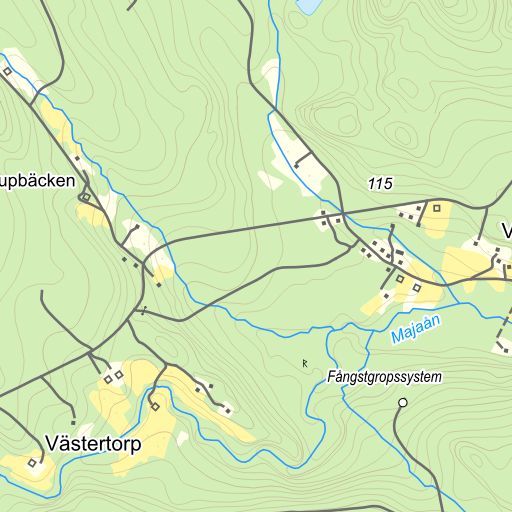 115
upbäcken
V
Majaån
Fångstgropssystem
R
Västertorp